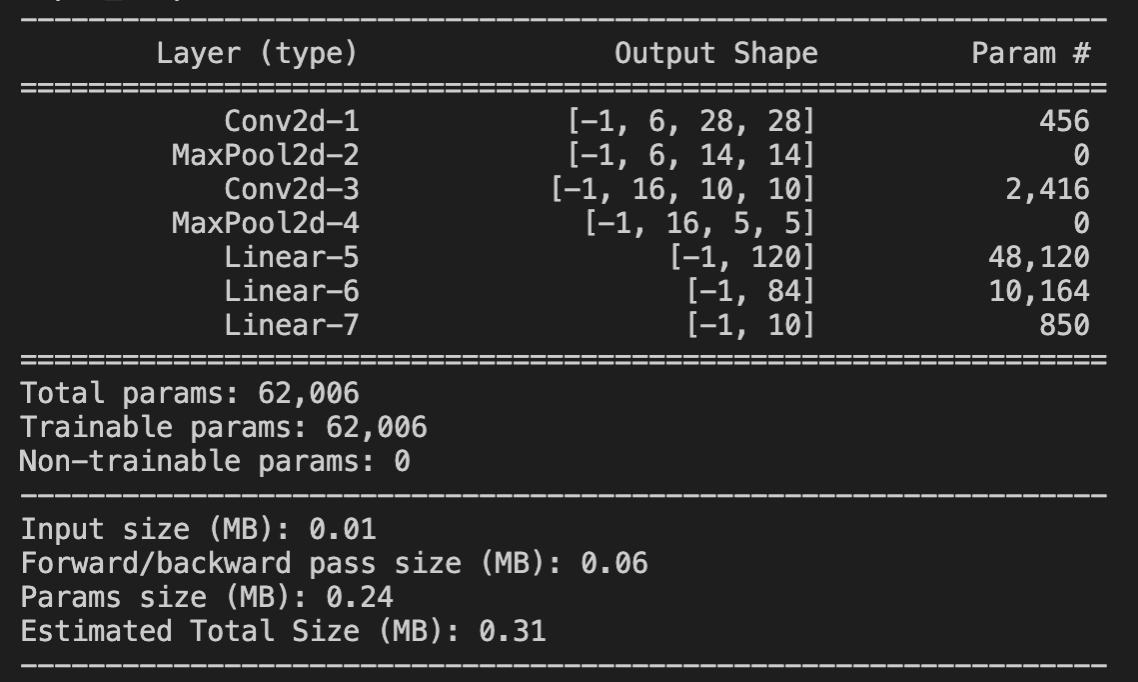 ----------------------------------------------------------------
Layer (type) Output Shape Param #
================================================================
Conv2d-1 [-1, 6, 28, 28] 456
MaxPool2d-2 [-1, 6, 14, 14] 0
Conv2d-3 [-1, 16, 10, 10] 2,416
MaxPool2d-4 [-1, 16, 5, 5] 0
Linear-5 [-1, 120] 48,120
Linear-6 [-1, 84] 10,164
Linear-7 [-1, 10] 850
================================================================
Total params: 62,006
Trainable params: 62,006
Non-trainable params: 0
----------------------------------------------------------------
Input size (MB): 0.01
Forward/backward pass size (MB): 0.06
Params size (MB): 0.24
Estimated Total Size (MB): 0.31
----------------------------------------------------------------